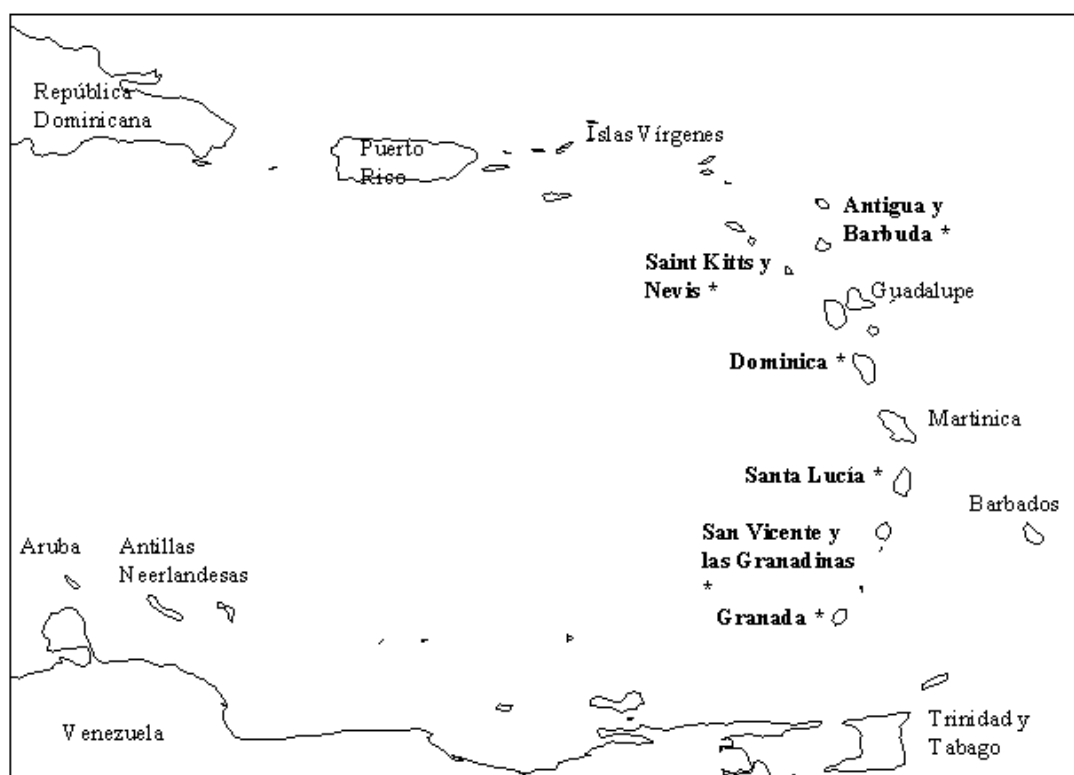 República
Dominicana
Puerto
Rico
Islas Vírgenes
Antigua y
Barbuda *
Saint Kitts y
Nevis *
Guadalupe
Dominica *
Martinica
Santa Lucía *
Barbados
San Vicente y
las Granadinas
*
Aruba
Antillas
Neerlandesas
Granada *
Venezuela
Trinidad y
Tabago